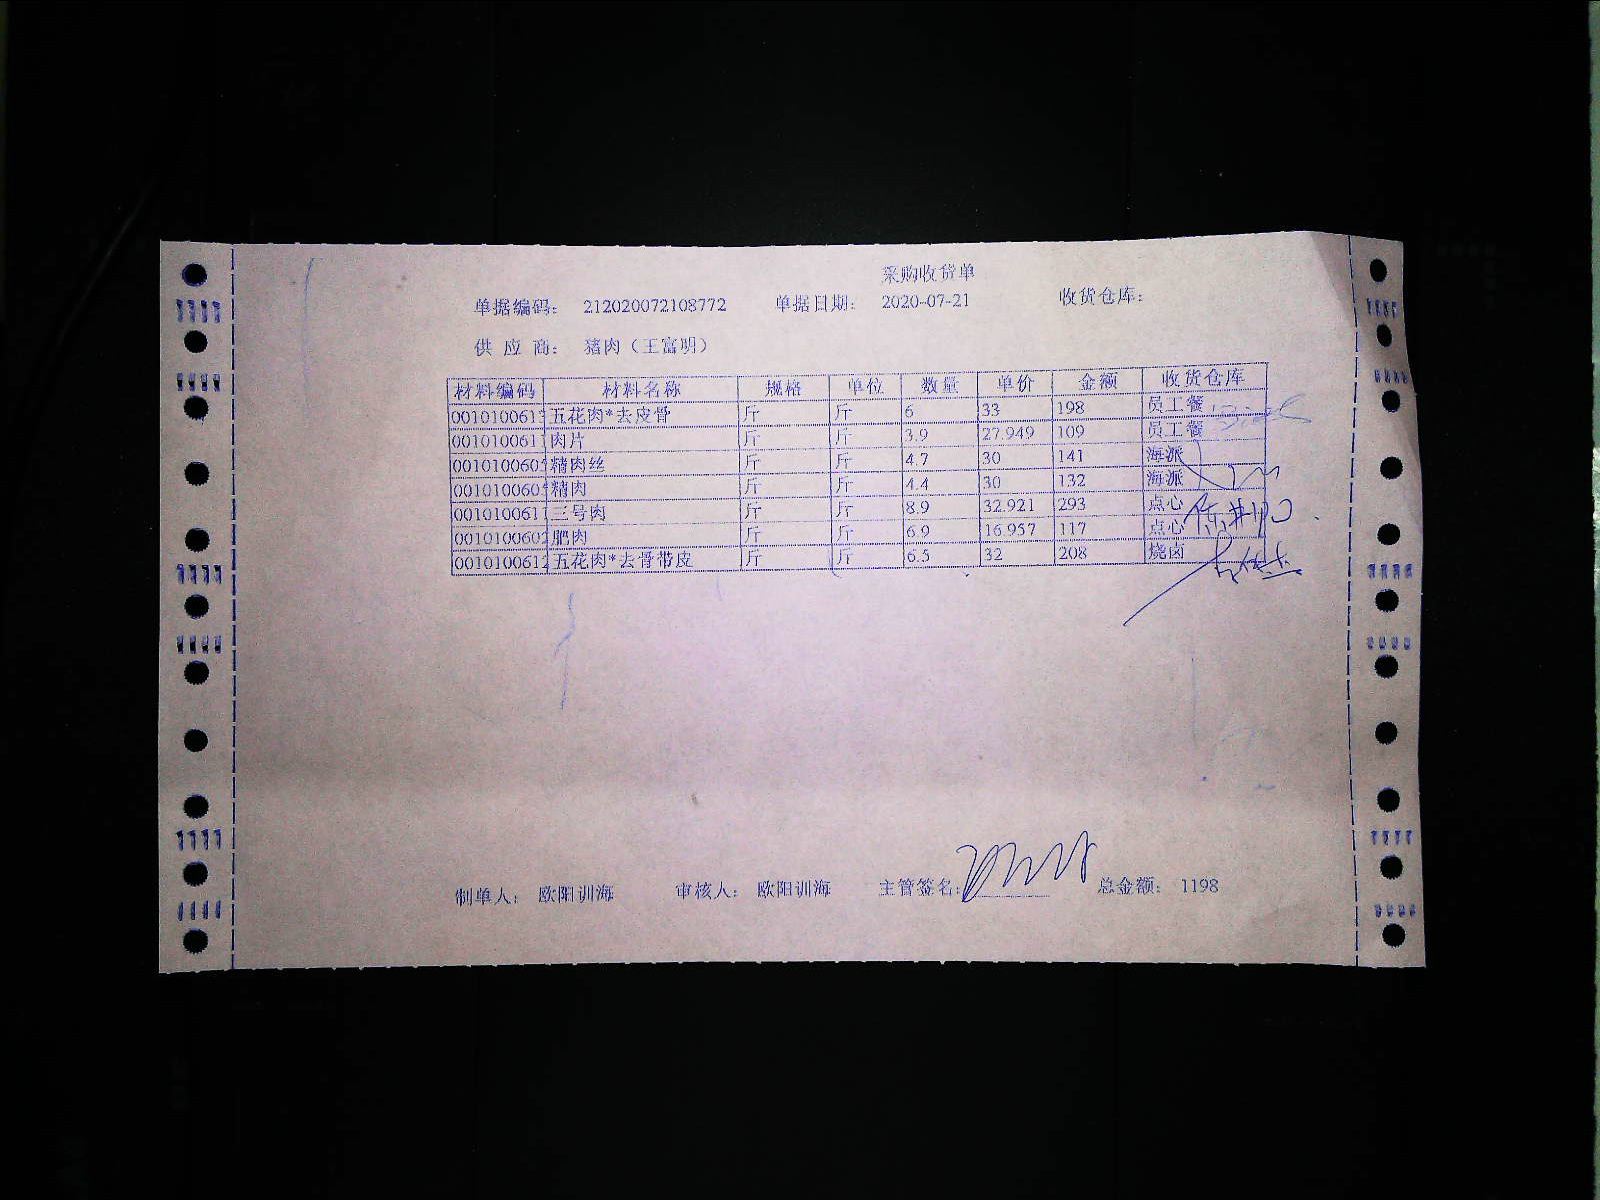 采购收货单
单据编码： 212020072108772 单据日期： 2020-07-21 收货仓库：
供 应 商： 猪肉（王富明）
材料编码 材料名称 规格 单位 数量 单价 金额 收货仓库
001010061 五花肉*去皮骨 斤 斤 6 33 198 员工餐
001010061 肉片 斤 斤 3.9 27.949 109 员工餐
001010060 精肉丝 斤 斤 4.7 30 141 海派
001010060 精肉 斤 斤 4.4 30 132 海派
001010061 三号肉 斤 斤 8.9 32.921 293 点心
001010060 肥肉 斤 斤 6.9 16.957 117 点心
001010061 五花肉*去骨带皮 斤 斤 6.5 32 208 烧卤
制单人： 欧阳训海 审核人： 欧阳训海 主管签名： 总金额： 1198